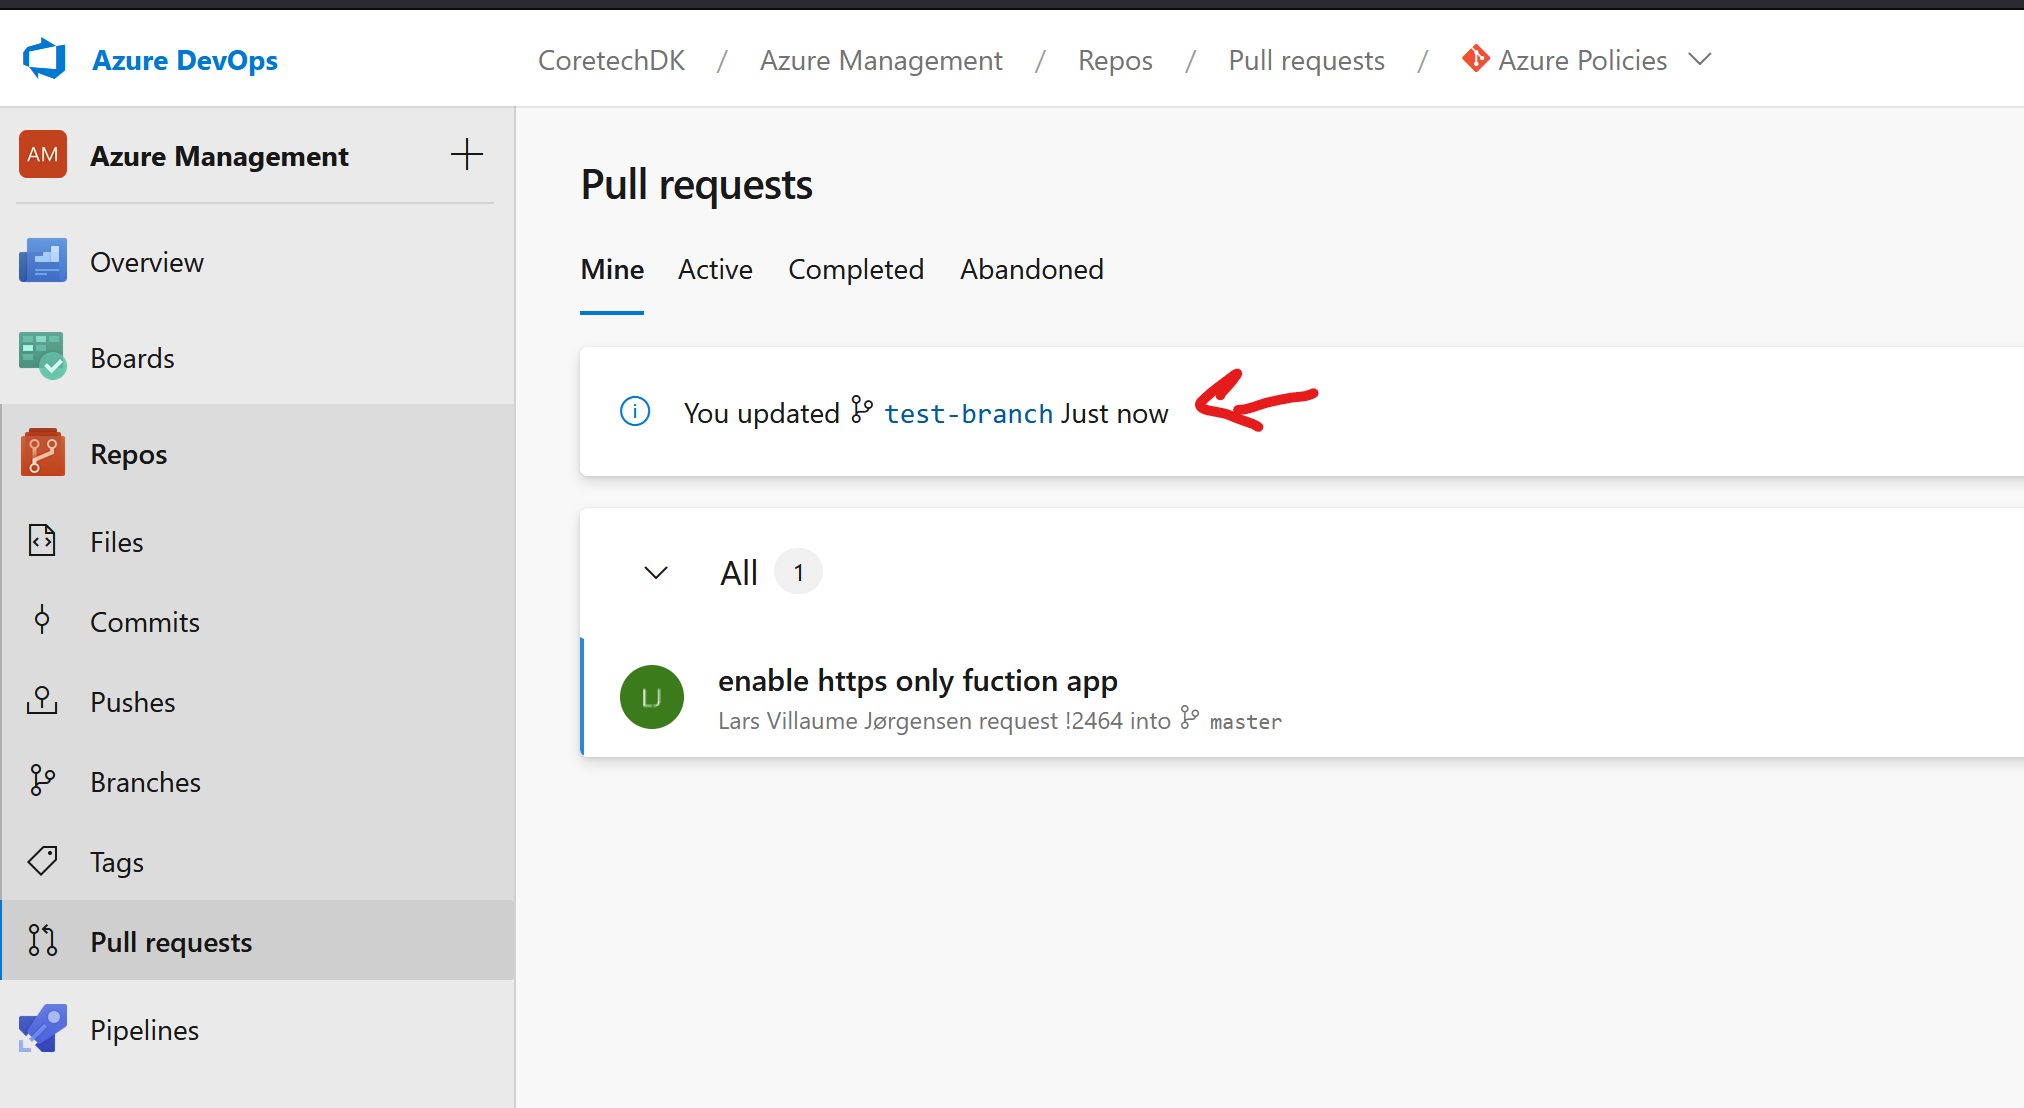 Azure DevOps
CoretechDK / Azure Management / Repos / Pull requests / Azure Policies
AM Azure Management
Overview
Boards
Repos
Files
Commits
Pushes
Branches
Tags
Pull requests
Pipelines
Pull requests
Mine Active Completed Abandoned
You updated test-branch Just now
All 1
LJ
enable https only fuction app
Lars Villaume Jørgensen request !2464 into master